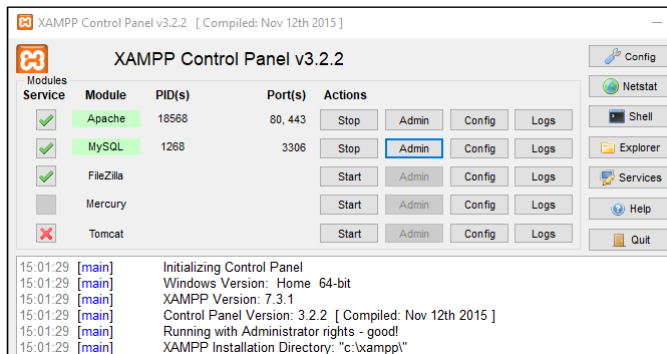 XAMPP Control Panel v3.2.2 [ Compiled: Nov 12th 2015 ]
XAMPP Control Panel v3.2.2
Config
Modules
Service Module PID(s) Port(s) Actions
Netstat
Apache 18568 80, 443 Stop Admin Config Logs
Shell
MySQL 1268 3306 Stop Admin Config Logs
Explorer
FileZilla Start Admin Config Logs
Services
Mercury Start Admin Config Logs
Help
Tomcat Start Admin Config Logs
Quit
15:01:29 [main] Initializing Control Panel
15:01:29 [main] Windows Version: Home 64-bit
15:01:29 [main] XAMPP Version: 7.3.1
15:01:29 [main] Control Panel Version: 3.2.2 [ Compiled: Nov 12th 2015 ]
15:01:29 [main] Running with Administrator rights - good!
15:01:29 [main] XAMPP Installation Directory: "c:\xampp\"